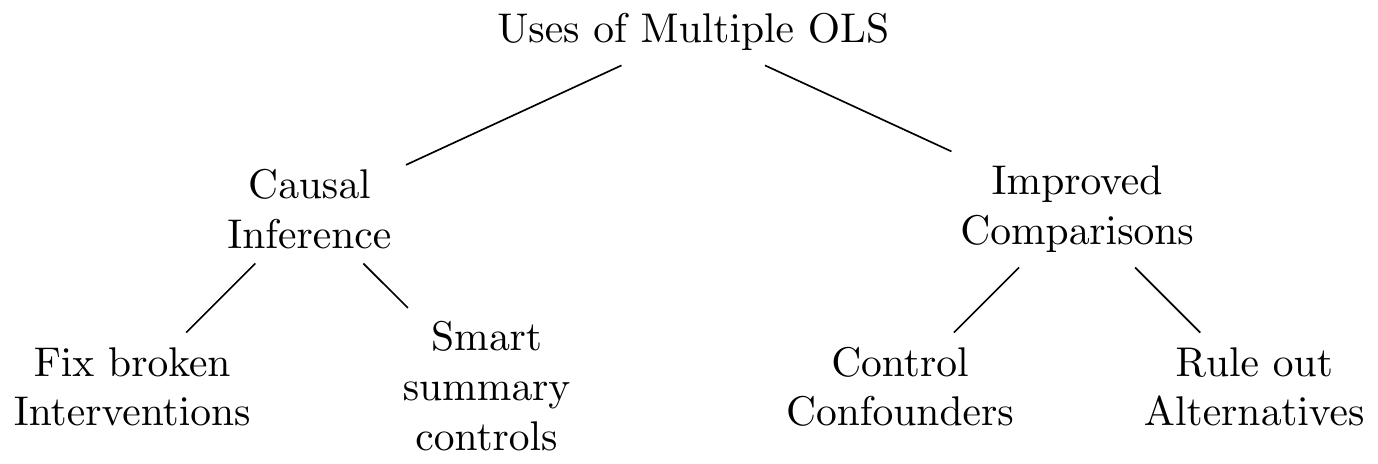 Uses of Multiple OLS
Causal
Inference
Improved
Comparisons
Fix broken
Interventions
Smart
summary
controls
Control
Confounders
Rule out
Alternatives